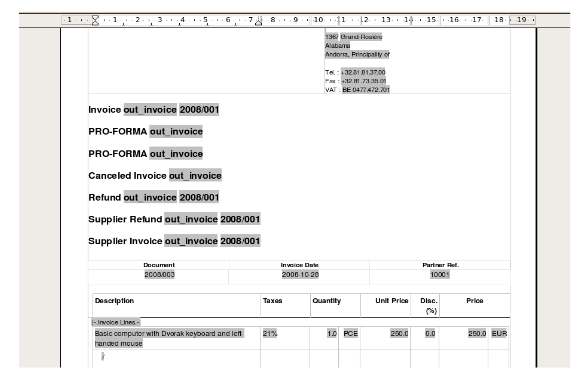 1 1 2 3 4 5 6 7 8 9 10 11 12 13 14 15 16 17 18 19
1367 Grand-Rosière
Alabama
Andorra, Principality of
Tel. : +32.81.81.37.00
Fax : +32.81.73.35.01
VAT : BE 0477.472.701
Invoice out_invoice 2008/001
PRO-FORMA out_invoice
PRO-FORMA out_invoice
Canceled Invoice out_invoice
Refund out_invoice 2008/001
Supplier Refund out_invoice 2008/001
Supplier Invoice out_invoice 2008/001
Document Invoice Date Partner Ref.
2008/003 2008-10-28 10001
Description Taxes Quantity Unit Price Disc. (%) Price
|-.Invoice Lines.-|
Basic computer with Dvorak keyboard and left- 21% 1.0 PCE 250.0 0.0 250.0 EUR
handed mouse